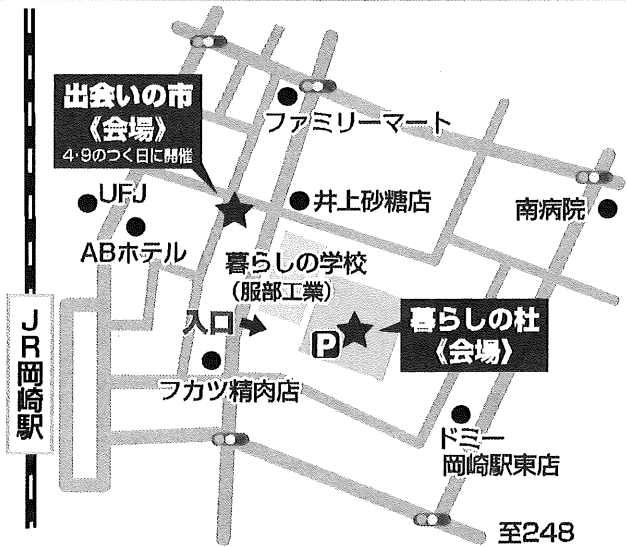 出会いの市
《会場》
4・9のつく日に開催
ファミリーマート
UFJ
井上砂糖店
南病院
ABホテル
暮らしの学校
(服部工業)
入口
P
暮らしの杜
《会場》
JR岡崎駅
フカツ精肉店
ドミー
岡崎駅東店
至248